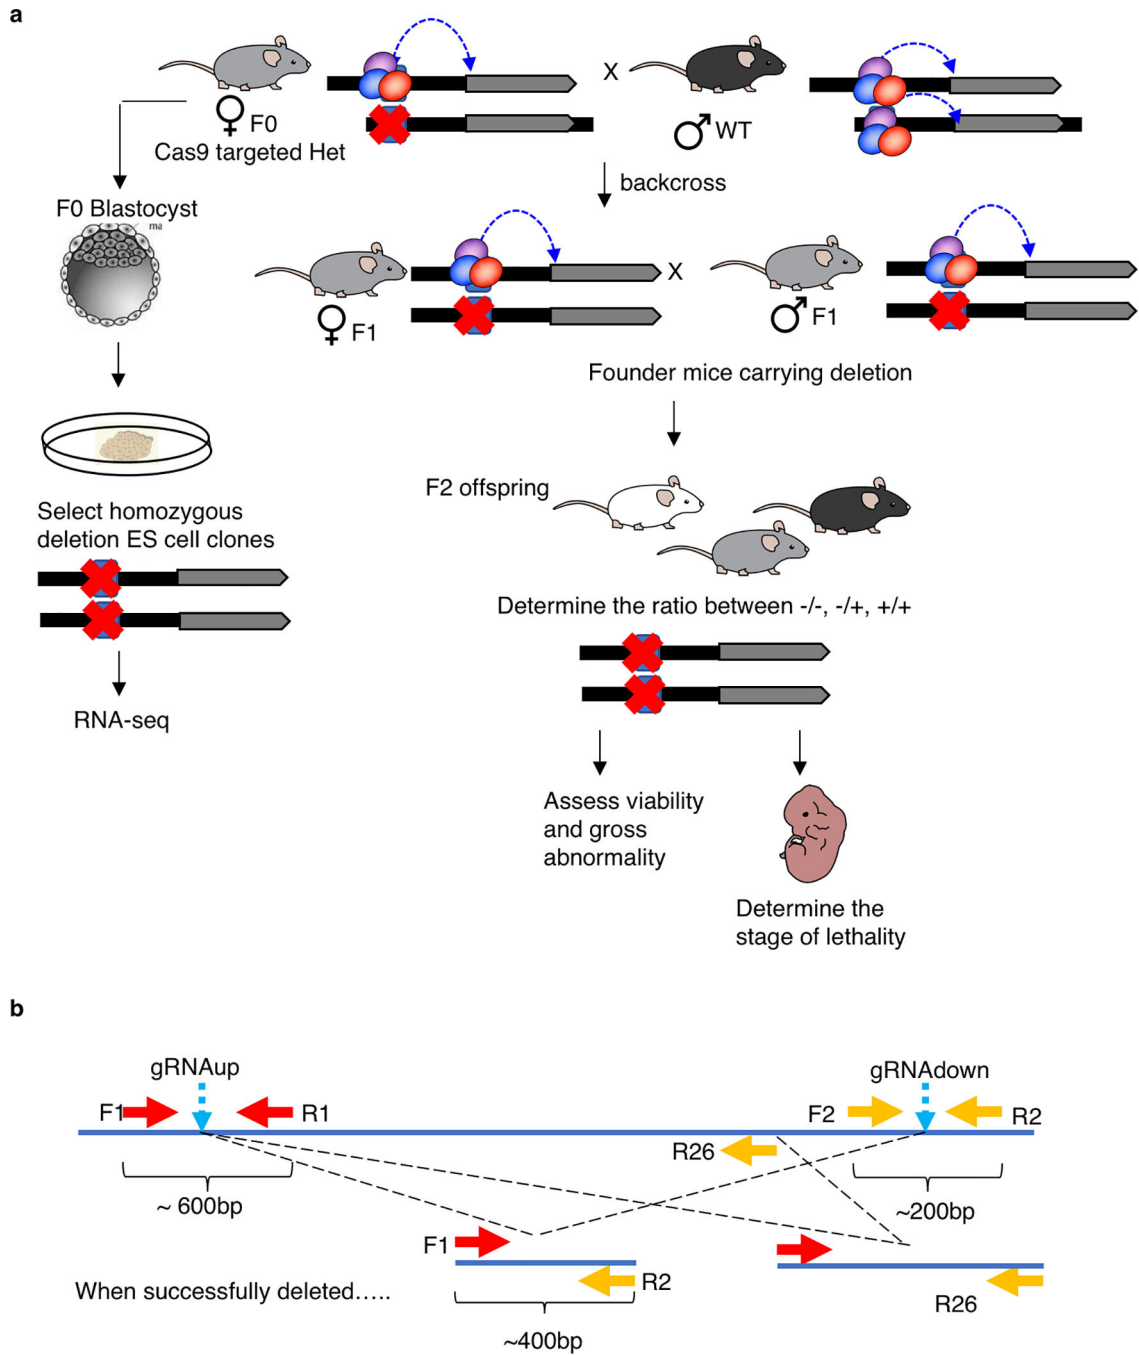 a
X
♀ F0
Cas9 targeted Het
♂ WT
backcross
F0 Blastocyst
ma
X
♀ F1
♂ F1
Founder mice carrying deletion
F2 offspring
Select homozygous
deletion ES cell clones
Determine the ratio between -/-, -/+, +/+
RNA-seq
Assess viability
and gross
abnormality
Determine the
stage of lethality
b
gRNAup
gRNAdown
F1
R1
F2
R2
R26
~ 600bp
~200bp
F1
R2
R26
When successfully deleted…..
~400bp